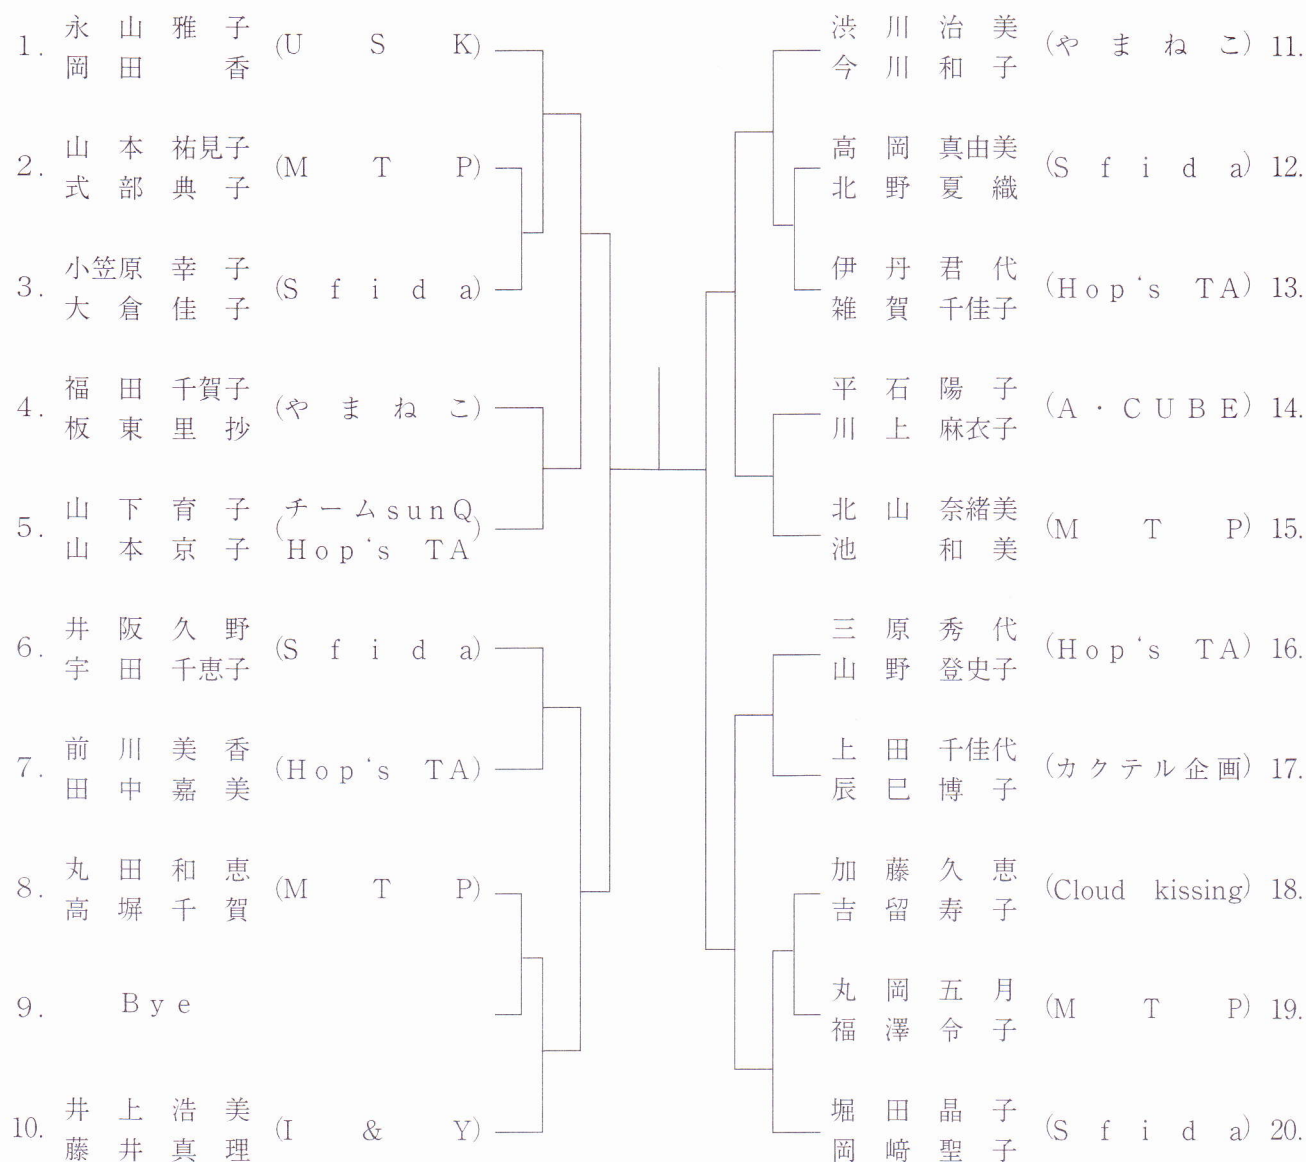 1. 永山雅子 (USK)
岡田香
2. 山本祐見子 (MTP)
式部典子
3. 小笠原幸子 (Sfida)
大倉佳子
4. 福田千賀子 (やまねこ)
板東里抄
5. 山下育子 (チームsunQ
山本京子 Hop's TA)
6. 井阪久野 (Sfida)
宇田千恵子
7. 前川美香 (Hop's TA)
田中嘉美
8. 丸田和恵 (MTP)
高塀千賀
9. Bye
10. 井上浩美 (I&Y)
藤井真理
渋川治美 (やまねこ) 11.
今川和子
高岡真由美 (Sfida) 12.
北野夏織
伊丹君代 (Hop's TA) 13.
雑賀千佳子
平石陽子 (A・CUBE) 14.
川上麻衣子
北山奈緒美 (MTP) 15.
池和美
三原秀代 (Hop's TA) 16.
山野登史子
上田千佳代 (カクテル企画) 17.
辰巳博子
加藤久恵 (Cloud kissing) 18.
吉留寿子
丸岡五月 (MTP) 19.
福澤令子
堀田晶子 (Sfida) 20.
岡﨑聖子